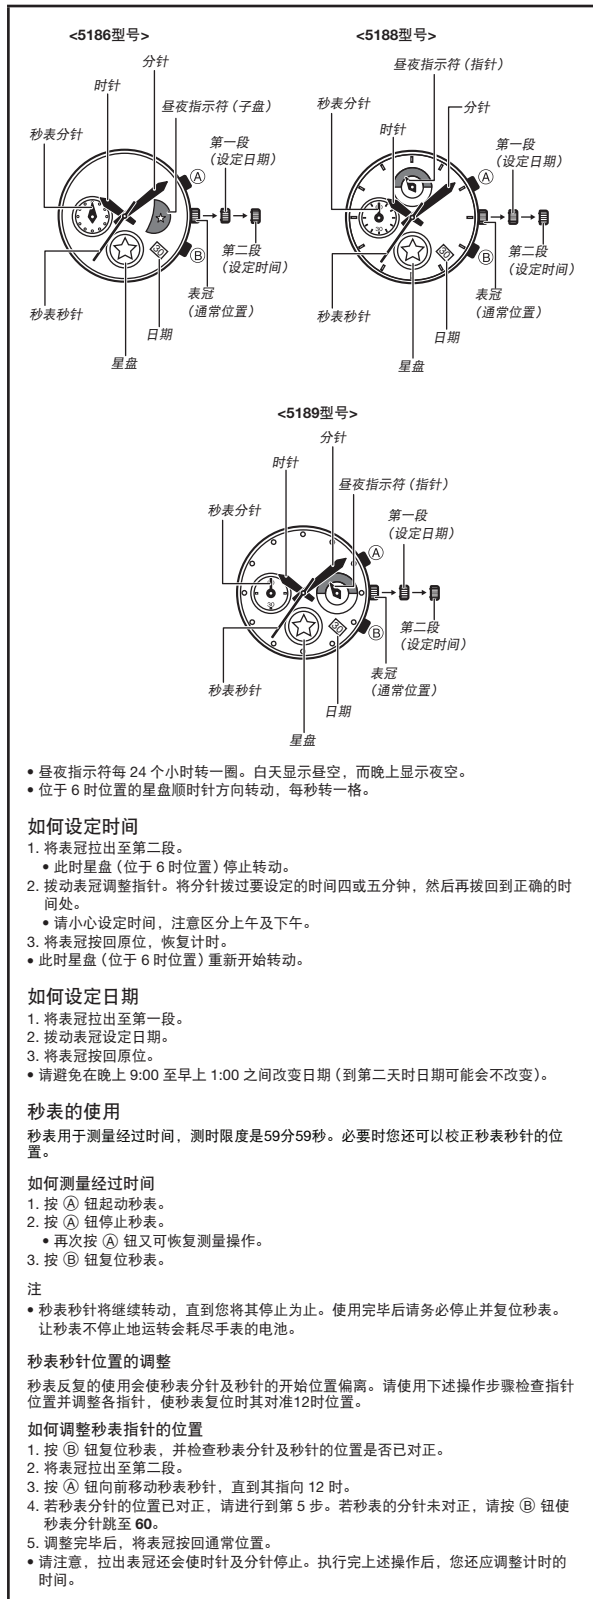 <5186型号>
分针
时针
昼夜指示符（子盘）
秒表分针
第一段
（设定日期）
A
B
30
第二段
（设定时间）
表冠
（通常位置）
秒表秒针
日期
星盘
<5188型号>
昼夜指示符（指针）
秒表分针
分针
时针
第一段
（设定日期）
A
B
30
30
第二段
（设定时间）
表冠
（通常位置）
秒表秒针
日期
星盘
<5189型号>
分针
时针
昼夜指示符（指针）
秒表分针
第一段
（设定日期）
A
B
30
30
第二段
（设定时间）
表冠
（通常位置）
秒表秒针
日期
星盘
• 昼夜指示符每 24 个小时转一圈。白天显示昼空，而晚上显示夜空。
• 位于 6 时位置的星盘顺时针方向转动，每秒转一格。
如何设定时间
1. 将表冠拉出至第二段。
• 此时星盘（位于 6 时位置）停止转动。
2. 拨动表冠调整指针。将分针拨过要设定的时间四或五分钟，然后再拨回到正确的时
间处。
• 请小心设定时间，注意区分上午及下午。
3. 将表冠按回原位，恢复计时。
• 此时星盘（位于 6 时位置）重新开始转动。
如何设定日期
1. 将表冠拉出至第一段。
2. 拨动表冠设定日期。
3. 将表冠按回原位。
• 请避免在晚上 9:00 至早上 1:00 之间改变日期（到第二天时日期可能会不改变）。
秒表的使用
秒表用于测量经过时间，测时限度是59分59秒。必要时您还可以校正秒表秒针的位
置。
如何测量经过时间
1. 按 Ⓐ 钮起动秒表。
2. 按 Ⓐ 钮停止秒表。
• 再次按 Ⓐ 钮又可恢复测量操作。
3. 按 Ⓑ 钮复位秒表。
注
• 秒表秒针将继续转动，直到您将其停止为止。使用完毕后请务必停止并复位秒表。
让秒表不停止地运转会耗尽手表的电池。
秒表秒针位置的调整
秒表反复的使用会使秒表分针及秒针的开始位置偏离。请使用下述操作步骤检查指针
位置并调整各指针，使秒表复位时其对准12时位置。
如何调整秒表指针的位置
1. 按 Ⓑ 钮复位秒表，并检查秒表分针及秒针的位置是否已对正。
2. 将表冠拉出至第二段。
3. 按 Ⓐ 钮向前移动秒表秒针，直到其指向 12 时。
4. 若秒表分针的位置已对正，请进行到第 5 步。若秒表的分针未对正，请按 Ⓑ 钮使
秒表分针跳至 60。
5. 调整完毕后，将表冠按回通常位置。
• 请注意，拉出表冠还会使时针及分针停止。执行完上述操作后，您还应调整计时的
时间。